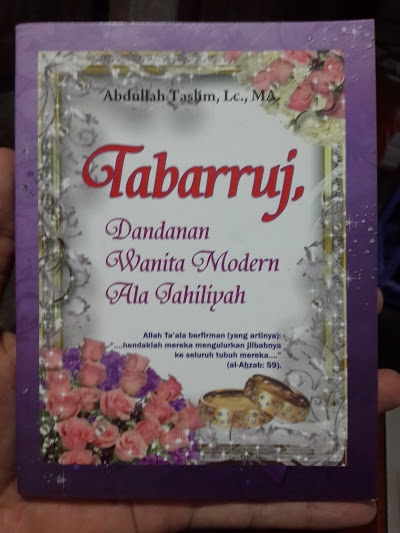 Abdullah Taslim, Lc., MA.
Tabarruj,
Dandanan
Wanita Modern
Ala Jahiliyah
Allah Ta'ala berfirman (yang artinya):
"....hendaklah mereka mengulurkan jilbabnya
ke seluruh tubuh mereka...."
(al-Ahzab: 59).